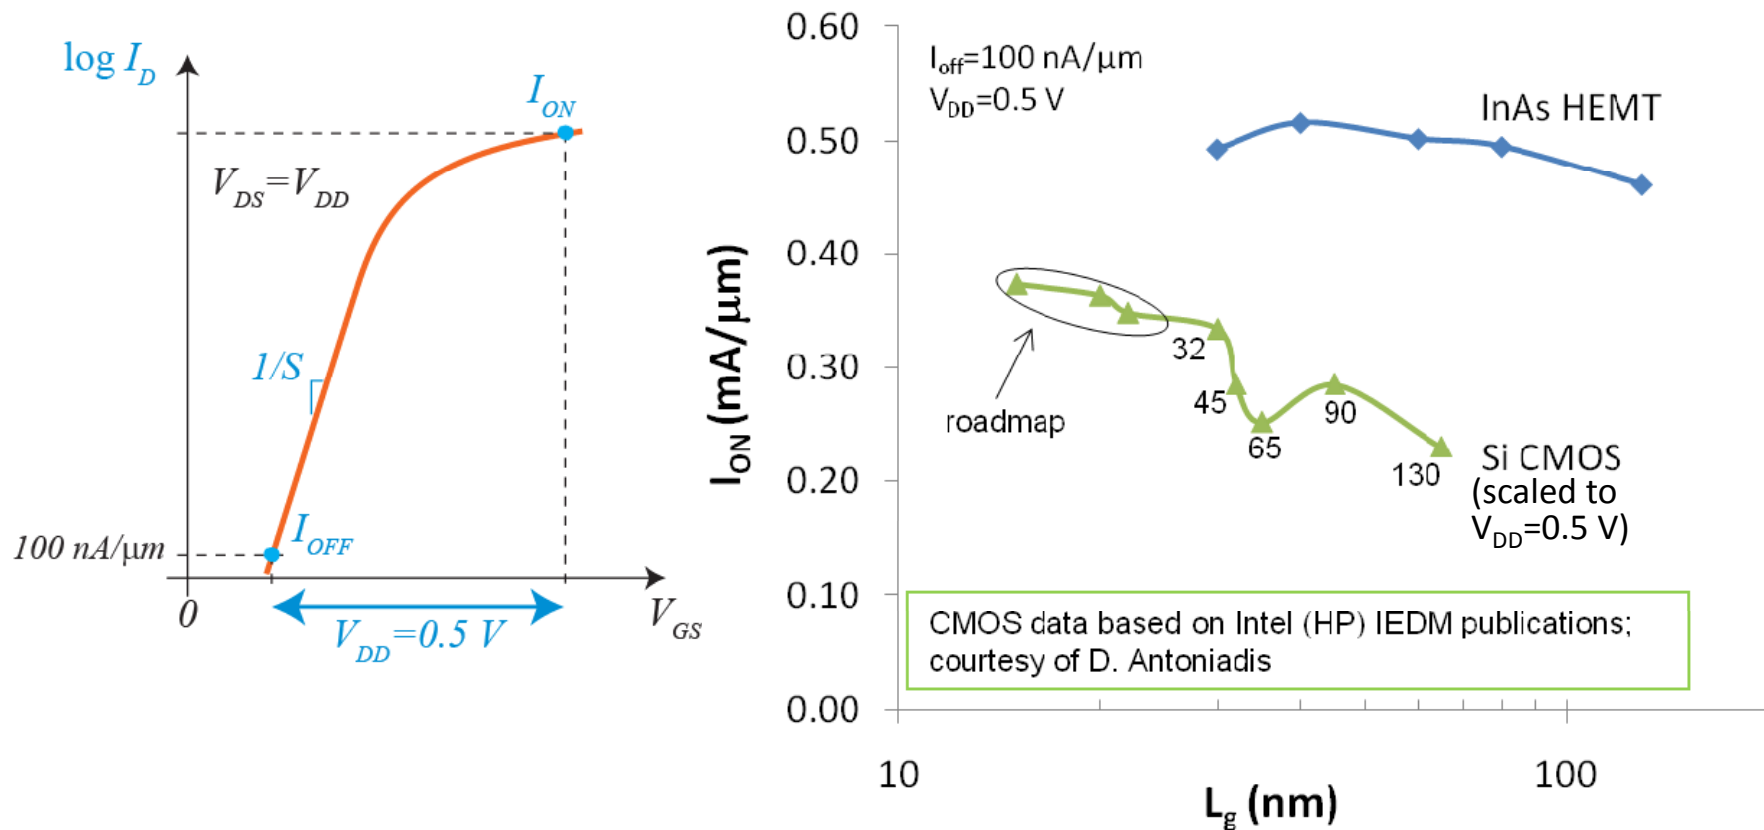 log I_D
I_ON
V_DS=V_DD
1/S
I_OFF
100 nA/μm
0
V_GS
V_DD=0.5 V
0.60
0.50
0.40
0.30
0.20
0.10
0.00
I_ON (mA/μm)
I_off=100 nA/μm
V_DD=0.5 V
InAs HEMT
roadmap
32
45
65
90
130
Si CMOS
(scaled to
V_DD=0.5 V)
CMOS data based on Intel (HP) IEDM publications;
courtesy of D. Antoniadis
10
100
L_g (nm)